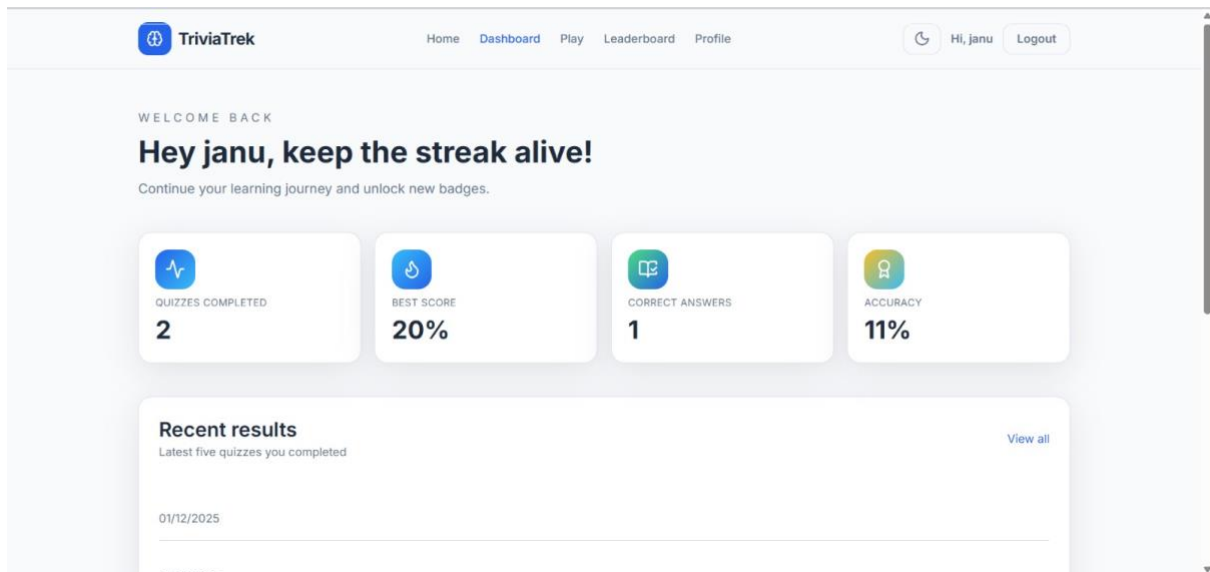 TriviaTrek
Home Dashboard Play Leaderboard Profile
Hi, janu Logout
WELCOME BACK
Hey janu, keep the streak alive!
Continue your learning journey and unlock new badges.
QUIZZES COMPLETED
2
BEST SCORE
20%
CORRECT ANSWERS
1
ACCURACY
11%
Recent results
Latest five quizzes you completed
View all
01/12/2025